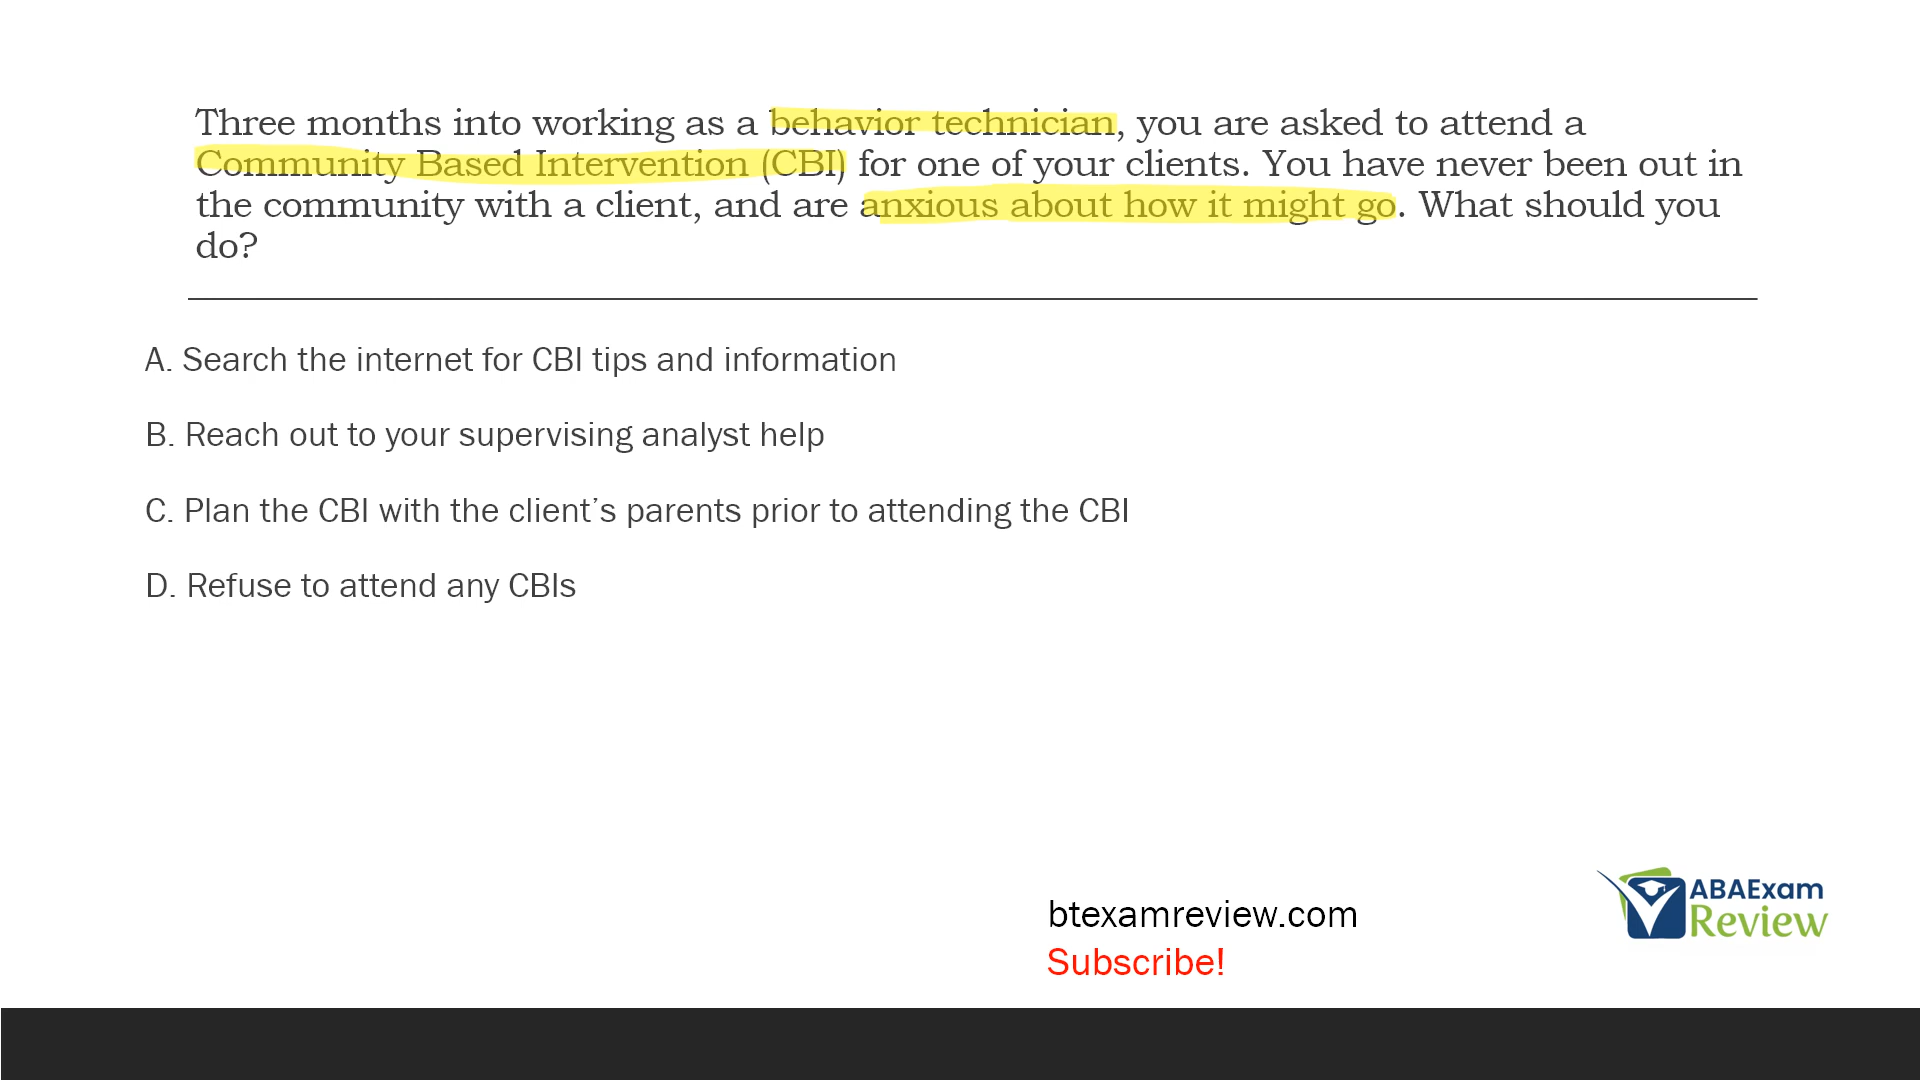 Three months into working as a behavior technician, you are asked to attend a
Community Based Intervention (CBI) for one of your clients. You have never been out in
the community with a client, and are anxious about how it might go. What should you
do?
A. Search the internet for CBI tips and information
B. Reach out to your supervising analyst help
C. Plan the CBI with the client’s parents prior to attending the CBI
D. Refuse to attend any CBIs
btexamreview.com
Subscribe!
ABAExam
Review